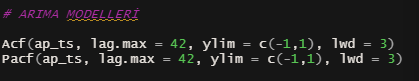 # ARIMA MODELLERİ
Acf(ap_ts, lag.max = 42, ylim = c(-1,1), lwd = 3)
Pacf(ap_ts, lag.max = 42, ylim = c(-1,1), lwd = 3)